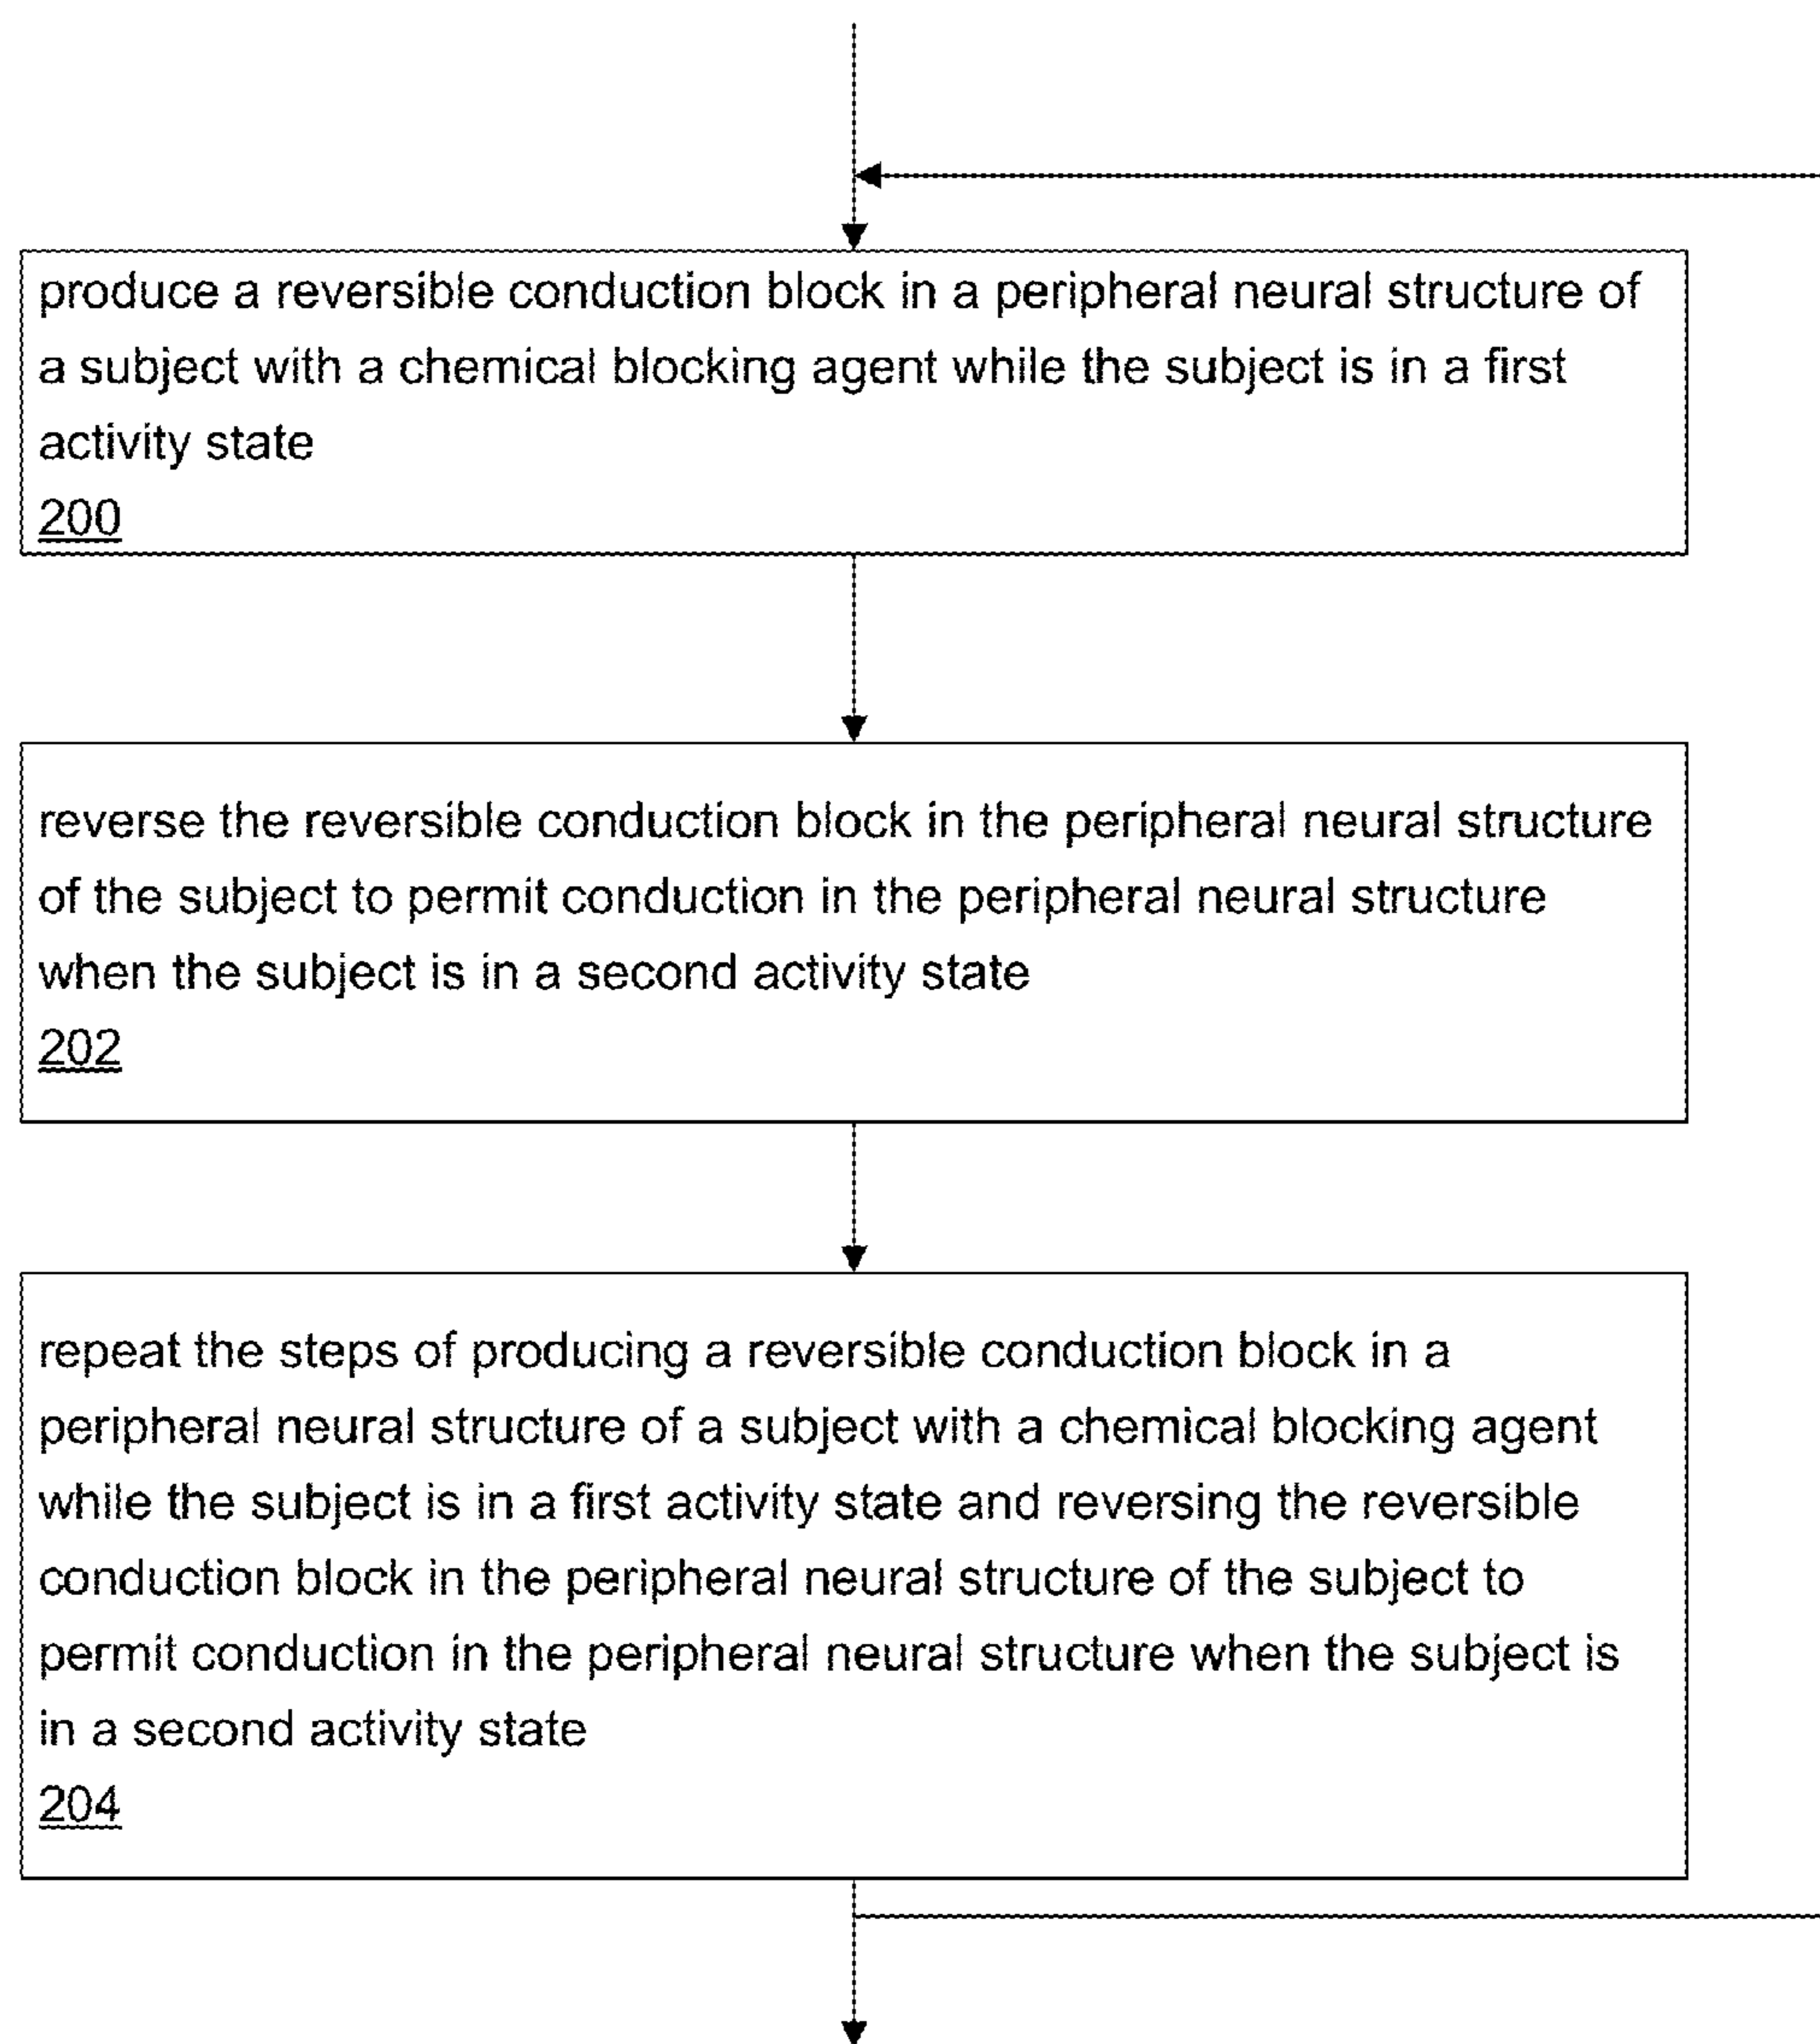 produce a reversible conduction block in a peripheral neural structure of
a subject with a chemical blocking agent while the subject is in a first
activity state
200
reverse the reversible conduction block in the peripheral neural structure
of the subject to permit conduction in the peripheral neural structure
when the subject is in a second activity state
202
repeat the steps of producing a reversible conduction block in a
peripheral neural structure of a subject with a chemical blocking agent
while the subject is in a first activity state and reversing the reversible
conduction block in the peripheral neural structure of the subject to
permit conduction in the peripheral neural structure when the subject is
in a second activity state
204